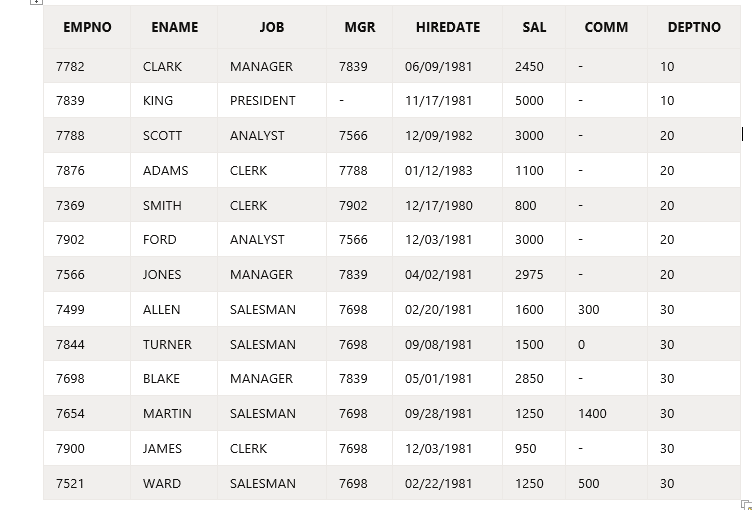 EMPNO ENAME JOB MGR HIREDATE SAL COMM DEPTNO
7782 CLARK MANAGER 7839 06/09/1981 2450 - 10
7839 KING PRESIDENT - 11/17/1981 5000 - 10
7788 SCOTT ANALYST 7566 12/09/1982 3000 - 20
7876 ADAMS CLERK 7788 01/12/1983 1100 - 20
7369 SMITH CLERK 7902 12/17/1980 800 - 20
7902 FORD ANALYST 7566 12/03/1981 3000 - 20
7566 JONES MANAGER 7839 04/02/1981 2975 - 20
7499 ALLEN SALESMAN 7698 02/20/1981 1600 300 30
7844 TURNER SALESMAN 7698 09/08/1981 1500 0 30
7698 BLAKE MANAGER 7839 05/01/1981 2850 - 30
7654 MARTIN SALESMAN 7698 09/28/1981 1250 1400 30
7900 JAMES CLERK 7698 12/03/1981 950 - 30
7521 WARD SALESMAN 7698 02/22/1981 1250 500 30